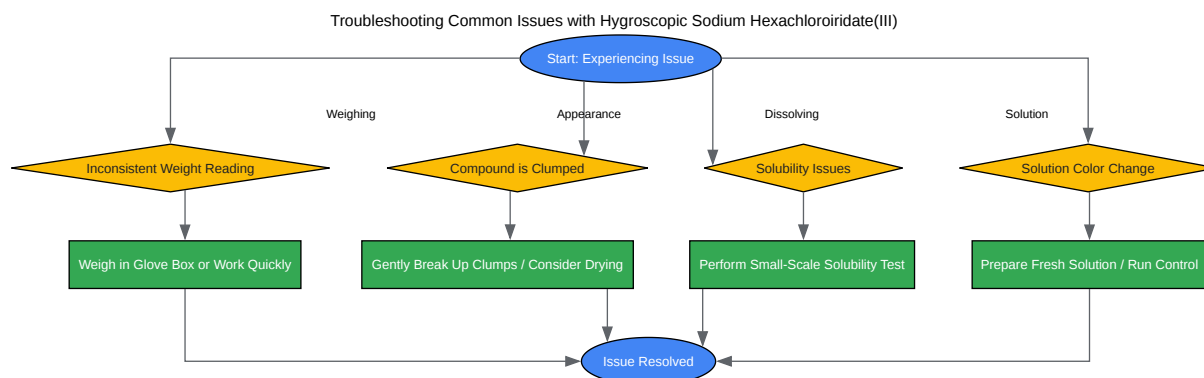 Troubleshooting Common Issues with Hygroscopic Sodium Hexachloroiridate(III)
Start: Experiencing Issue
Weighing
Appearance
Dissolving
Solution
Inconsistent Weight Reading
Compound is Clumped
Solubility Issues
Solution Color Change
Weigh in Glove Box or Work Quickly
Gently Break Up Clumps / Consider Drying
Perform Small-Scale Solubility Test
Prepare Fresh Solution / Run Control
Issue Resolved